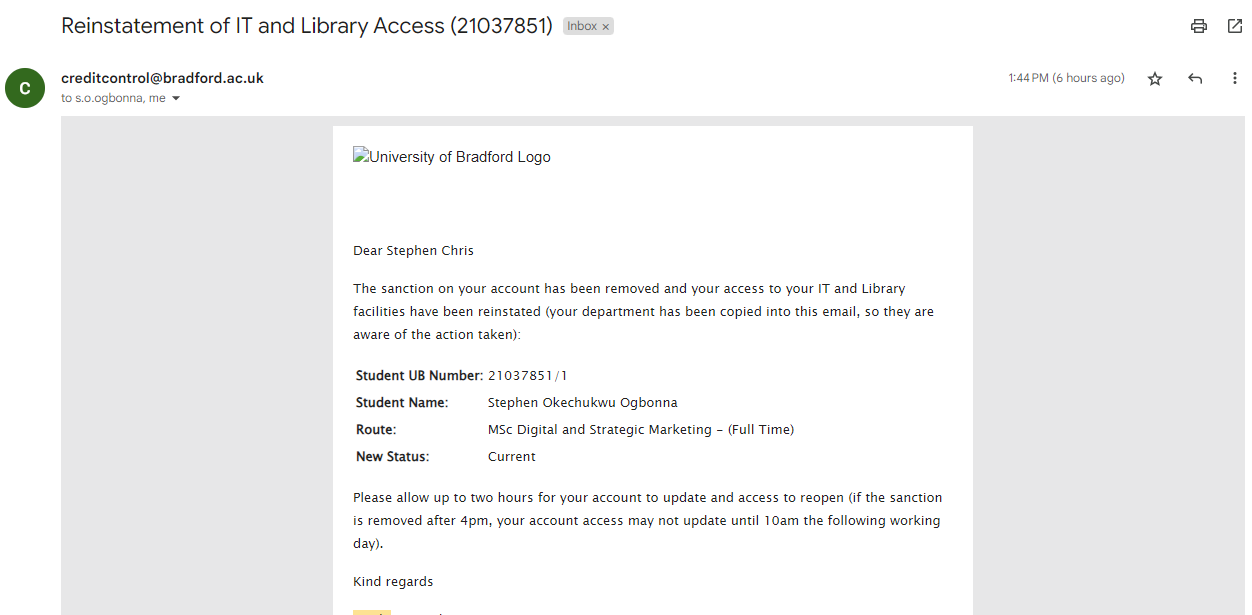 Reinstatement of IT and Library Access (21037851) Inbox ×
C
creditcontrol@bradford.ac.uk 1:44 PM (6 hours ago)
to s.o.ogbonna, me
University of Bradford Logo
Dear Stephen Chris
The sanction on your account has been removed and your access to your IT and Library
facilities have been reinstated (your department has been copied into this email, so they are
aware of the action taken):
Student UB Number: 21037851/1
Student Name: Stephen Okechukwu Ogbonna
Route: MSc Digital and Strategic Marketing – (Full Time)
New Status: Current
Please allow up to two hours for your account to update and access to reopen (if the sanction
is removed after 4pm, your account access may not update until 10am the following working
day).
Kind regards